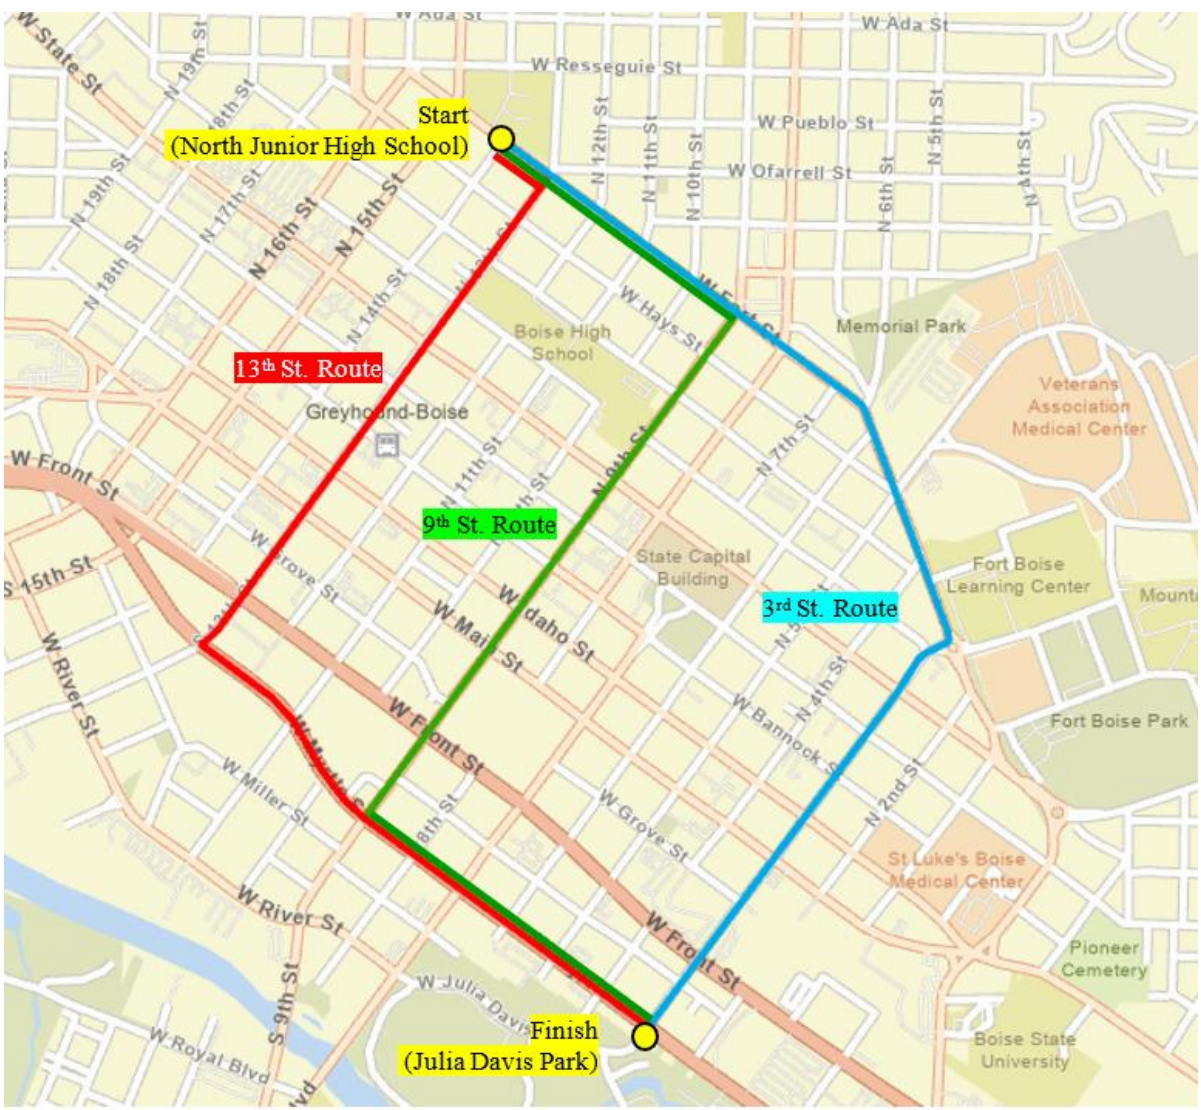 W Ada St
W Ada St
W State St
N 19th St
W Resseguie St
18th St
Start
(North Junior High School)
N 12th St
N 11th St
N 10th St
W Pueblo St
N 5th St
W Ofarrell St
N 4th St
N 6th St
N 19th St
N 17th St
N 15th St
N 16th St
N 18th St
N 14th St
W Fort St
W Hays St
Boise High
School
Memorial Park
13th St. Route
Greyhound-Boise
Veterans
Association
Medical Center
N 7th St
N 11th St
N 9th St
W Front St
9th St. Route
W Grove St
State Capital
Building
Fort Boise
Learning Center
S 15th St
S 13th St
W Idaho St
W Main St
3rd St. Route
N 4th St
W River St
W Front St
W Bannock St
Fort Boise Park
W Myrtle S
W Miller St
8th St
W Grove St
N 2nd St
St Luke's Boise
Medical Center
W River St
W Front St
Pioneer
Cemetery
S 9th St
W Julia Davis
Finish
(Julia Davis Park)
W Royal Blvd
Boise State
University